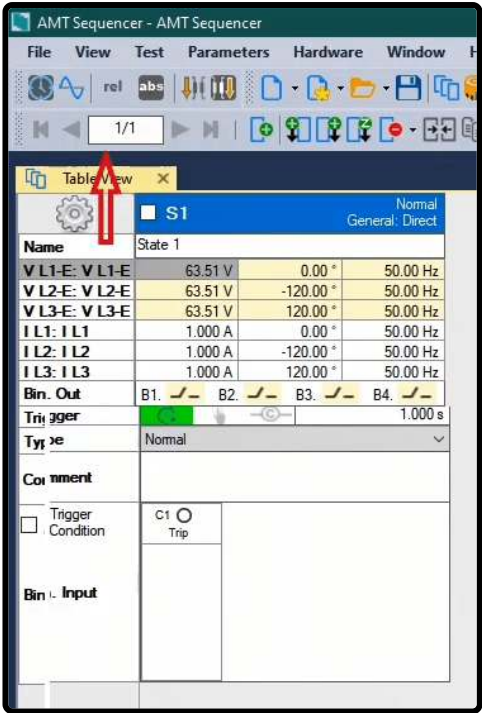 AMT Sequencer - AMT Sequencer
File View Test Parameters Hardware Window
rel abs
1/1
Table View ×
S1 Normal
General: Direct
Name State 1
V L1-E: V L1-E 63.51 V 0.00 ° 50.00 Hz
V L2-E: V L2-E 63.51 V -120.00 ° 50.00 Hz
V L3-E: V L3-E 63.51 V 120.00 ° 50.00 Hz
I L1: I L1 1.000 A 0.00 ° 50.00 Hz
I L2: I L2 1.000 A -120.00 ° 50.00 Hz
I L3: I L3 1.000 A 120.00 ° 50.00 Hz
Bin. Out B1. B2. B3. B4.
Trigger C 1.000 s
Type Normal
Comment
Trigger
Condition
C1
Trip
Bin. Input